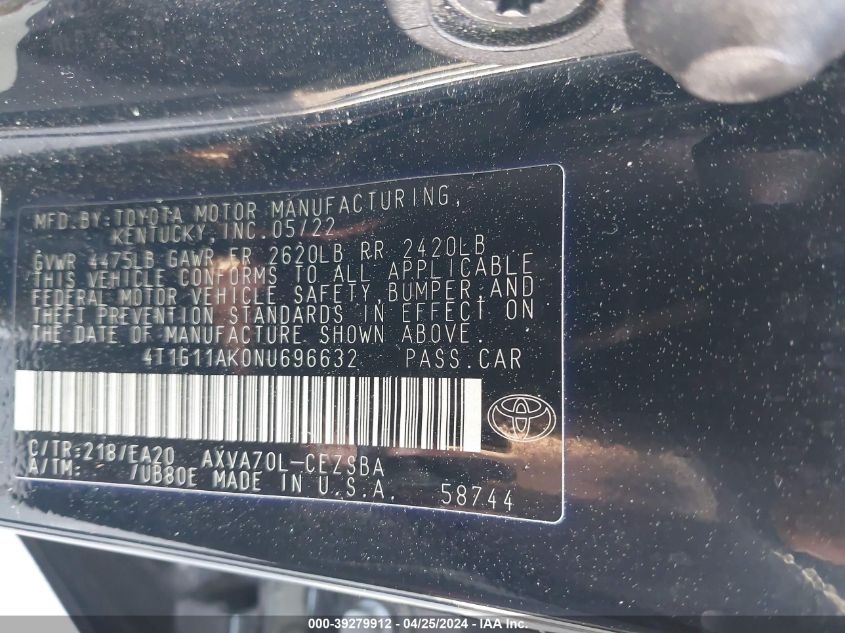 MFD.BY:TOYOTA MOTOR MANUFACTURING,
KENTUCKY, INC. 05/22
GVWR 4475LB GAWR FR 2620LB RR 2420LB
THIS VEHICLE CONFORMS TO ALL APPLICABLE
FEDERAL MOTOR VEHICLE SAFETY, BUMPER, AND
THEFT PREVENTION STANDARDS IN EFFECT ON
THE DATE OF MANUFACTURE SHOWN ABOVE.
4T1G11AK0NU696632 PASS.CAR
C/TR:218/EA20 AXVA70L-CEZSBA
A/TM: /UB80E MADE IN U.S.A. 58744
000-39279912 - 04/25/2024 - IAA Inc.